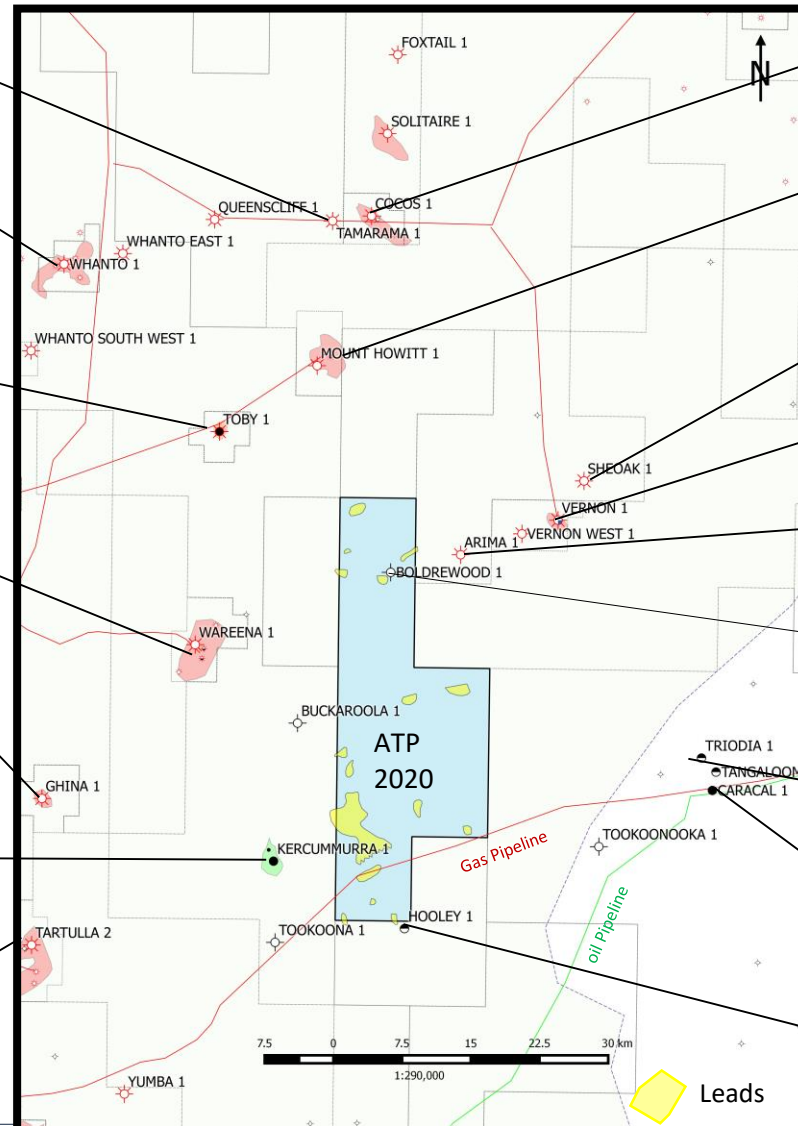 FOXTAIL 1
N
SOLITAIRE 1
QUEENSCLIFF 1
COCOS 1
TAMARAMA 1
WHANTO EAST 1
WHANTO 1
WHANTO SOUTH WEST 1
MOUNT HOWITT 1
TOBY 1
SHEOAK 1
VERNON 1
VERNON WEST 1
ARIMA 1
BOLDREWOOD 1
WAREENA 1
BUCKAROOLA 1
ATP
2020
TRIODIA 1
TANGALOOM
CARACAL 1
GHINA 1
Gas Pipeline
TOOKOONOOKA 1
KERCUMMURRA 1
HOOLEY 1
TOOKOONA 1
TARTULLA 2
oil Pipeline
7.5 0 7.5 15 22.5 30 km
1:290,000
YUMBA 1
Leads